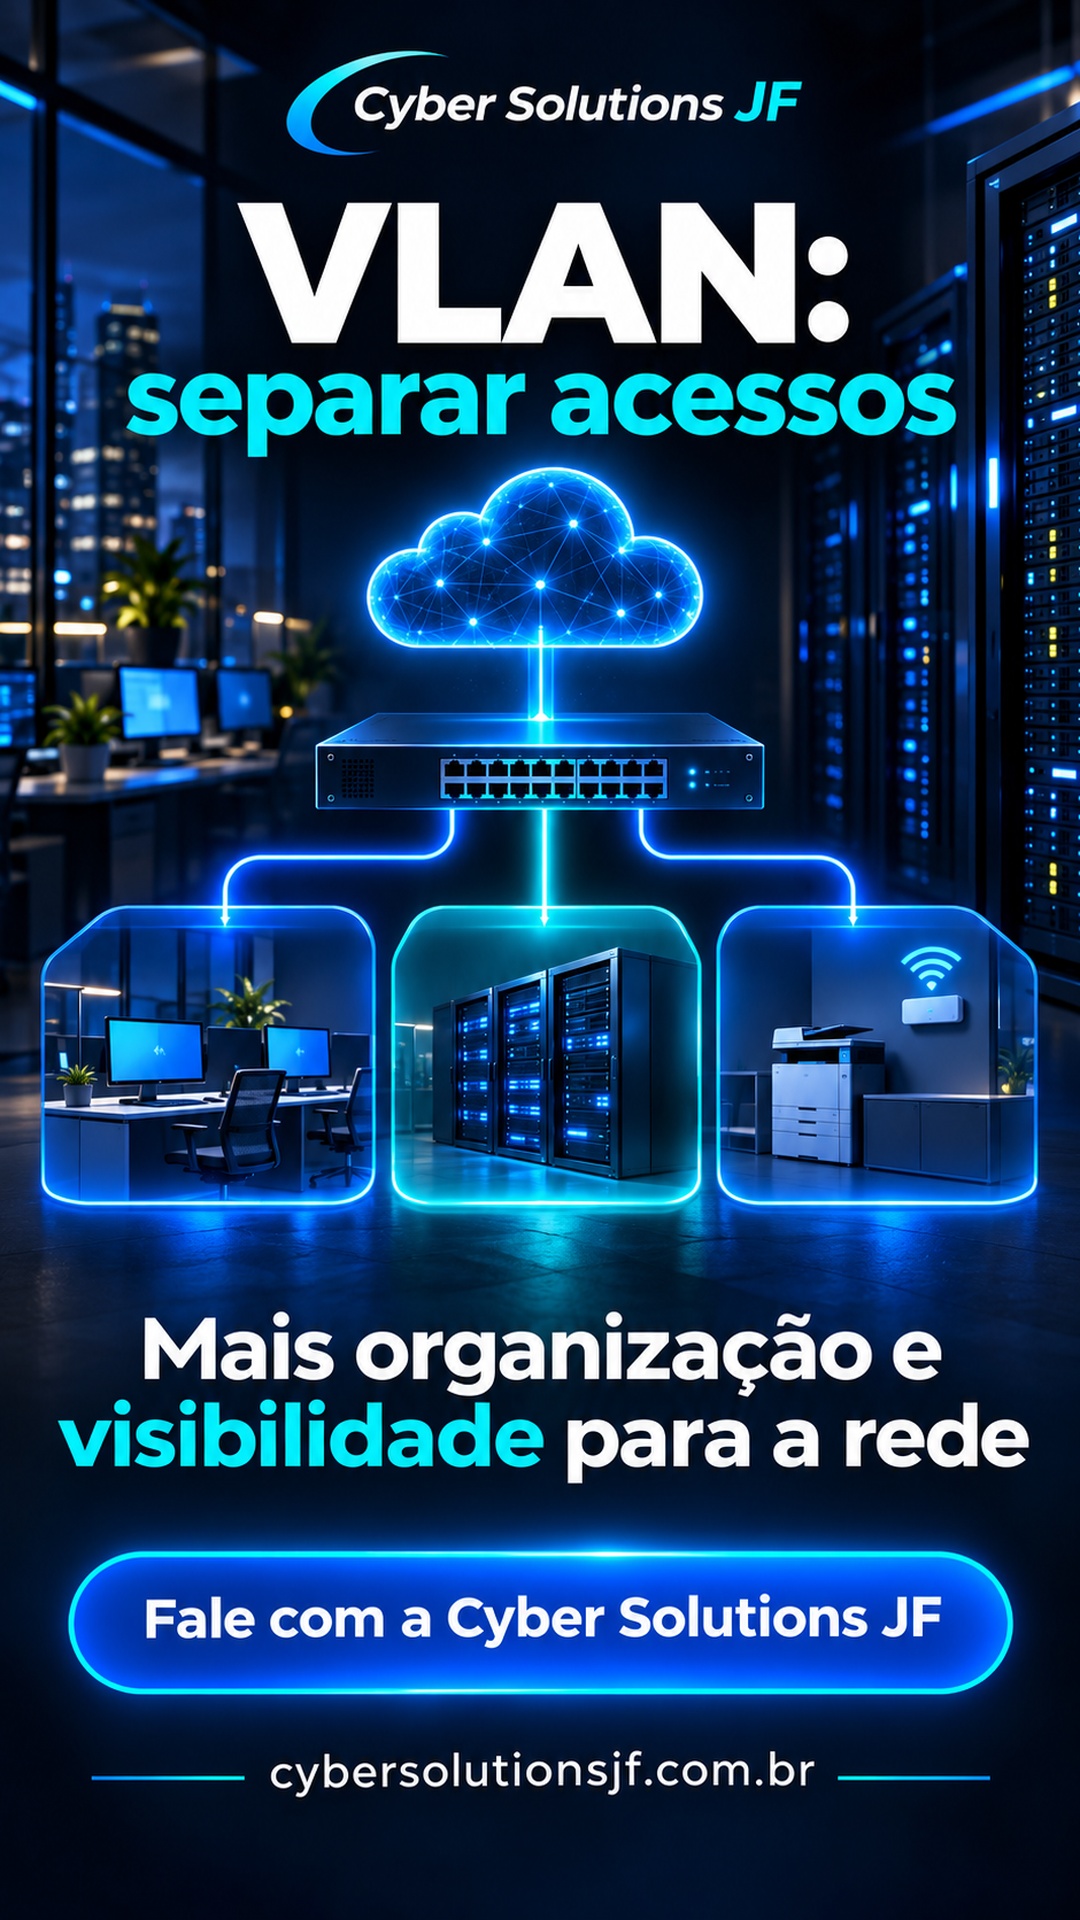 Cyber Solutions JF
VLAN:
separar acessos
Mais organização e
visibilidade para a rede
Fale com a Cyber Solutions JF
cybersolutionsjf.com.br